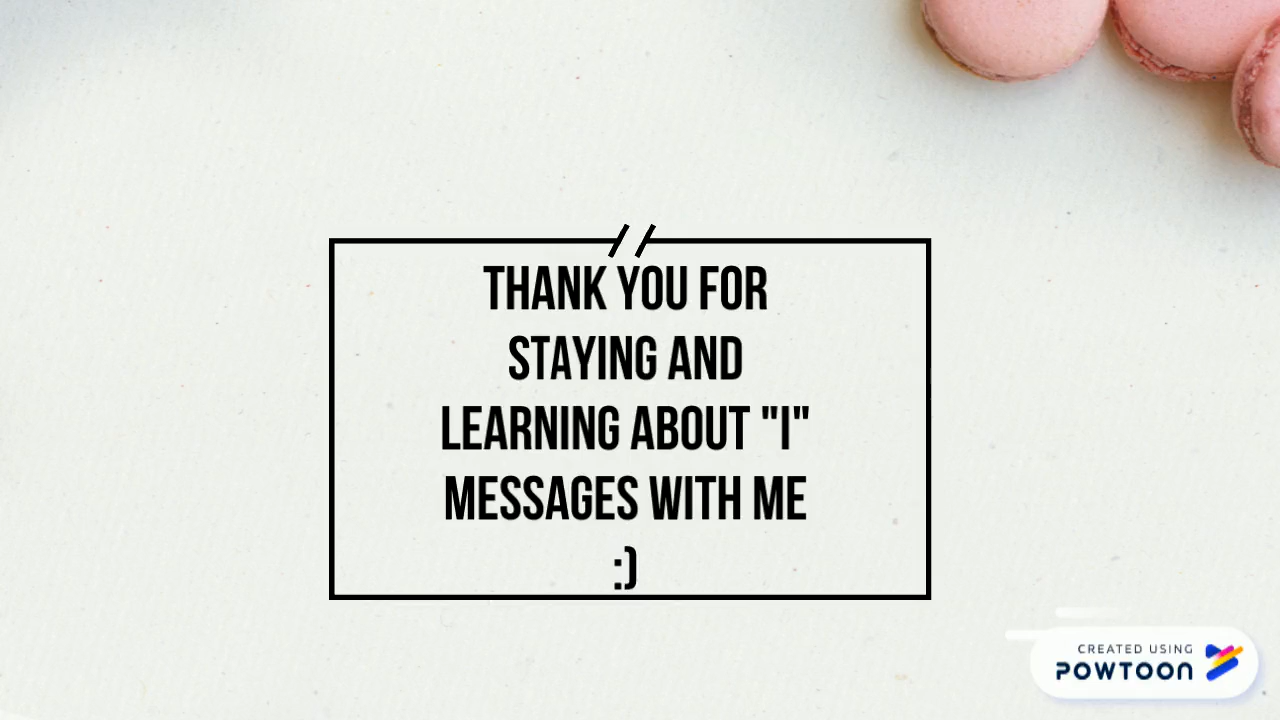 THANK YOU FOR
STAYING AND
LEARNING ABOUT "I"
MESSAGES WITH ME
:)
CREATED USING
POWTOON